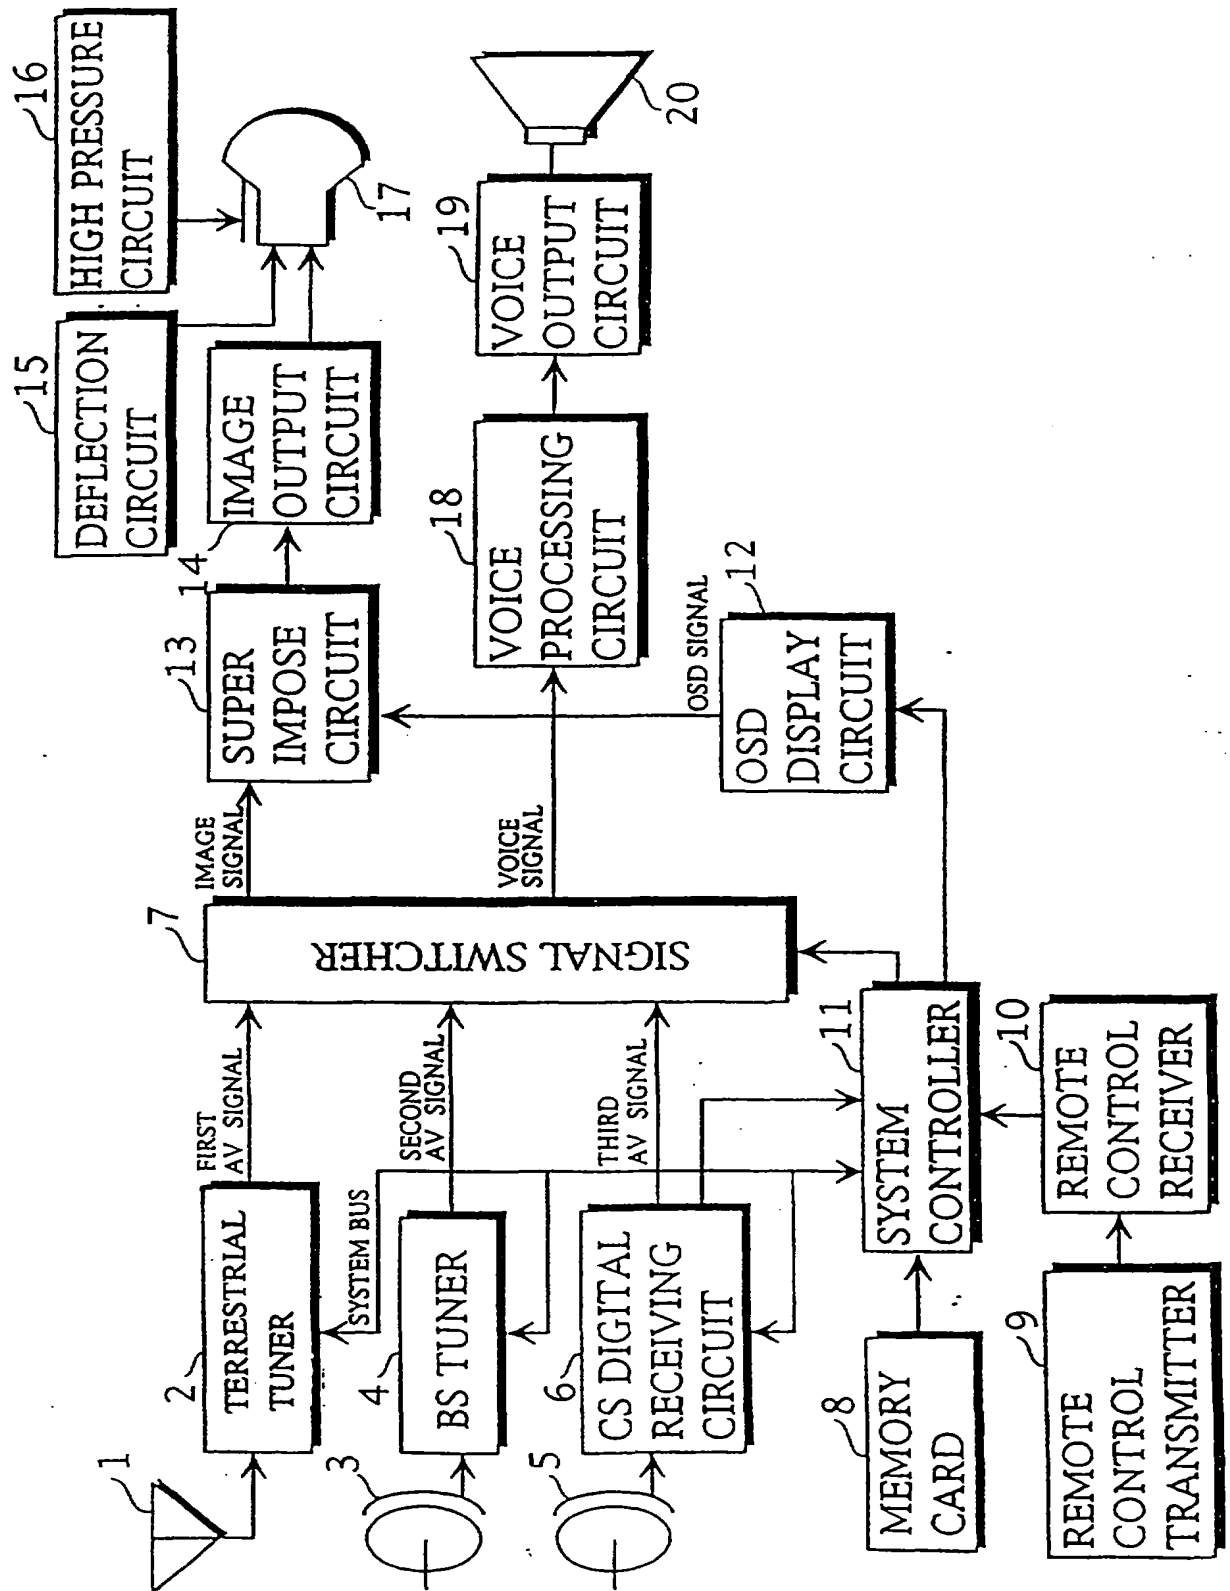 1
2
TERRESTRIAL
TUNER
FIRST
AV SIGNAL
SYSTEM BUS
3
4
BS TUNER
SECOND
AV SIGNAL
5
6
CS DIGITAL
RECEIVING
CIRCUIT
THIRD
AV SIGNAL
7
SIGNAL SWITCHER
IMAGE
SIGNAL
VOICE
SIGNAL
8
MEMORY
CARD
9
REMOTE
CONTROL
TRANSMITTER
10
REMOTE
CONTROL
RECEIVER
11
SYSTEM
CONTROLLER
12
OSD
DISPLAY
CIRCUIT
OSD SIGNAL
13
SUPER
IMPOSE
CIRCUIT
14
IMAGE
OUTPUT
CIRCUIT
15
DEFLECTION
CIRCUIT
16
HIGH PRESSURE
CIRCUIT
17
18
VOICE
PROCESSING
CIRCUIT
19
VOICE
OUTPUT
CIRCUIT
20